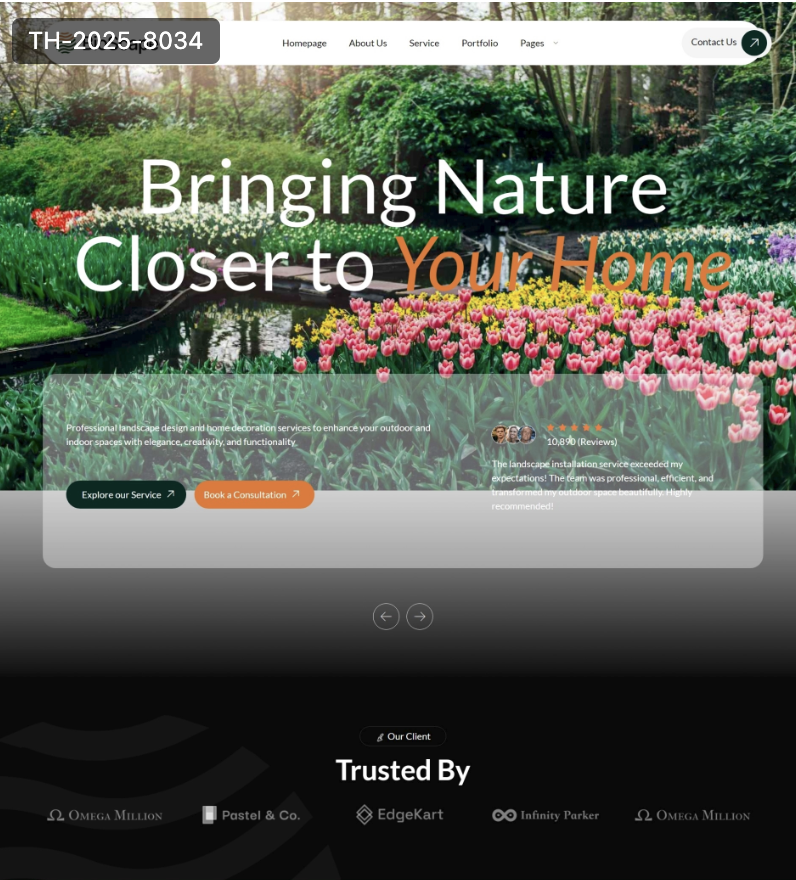 TH-2025-8034
Homepage About Us Service Portfolio Pages Contact Us
Bringing Nature
Closer to Your Home
Professional landscape design and home decoration services to enhance your outdoor and
indoor spaces with elegance, creativity, and functionality
Explore our Service Book a Consultation
10,890 (Reviews)
The landscape installation service exceeded my
expectations! The team was professional, efficient, and
transformed my outdoor space beautifully. Highly
recommended!
Our Client
Trusted By
Omega Million Pastel & Co. EdgeKart Infinity Parker Omega Million